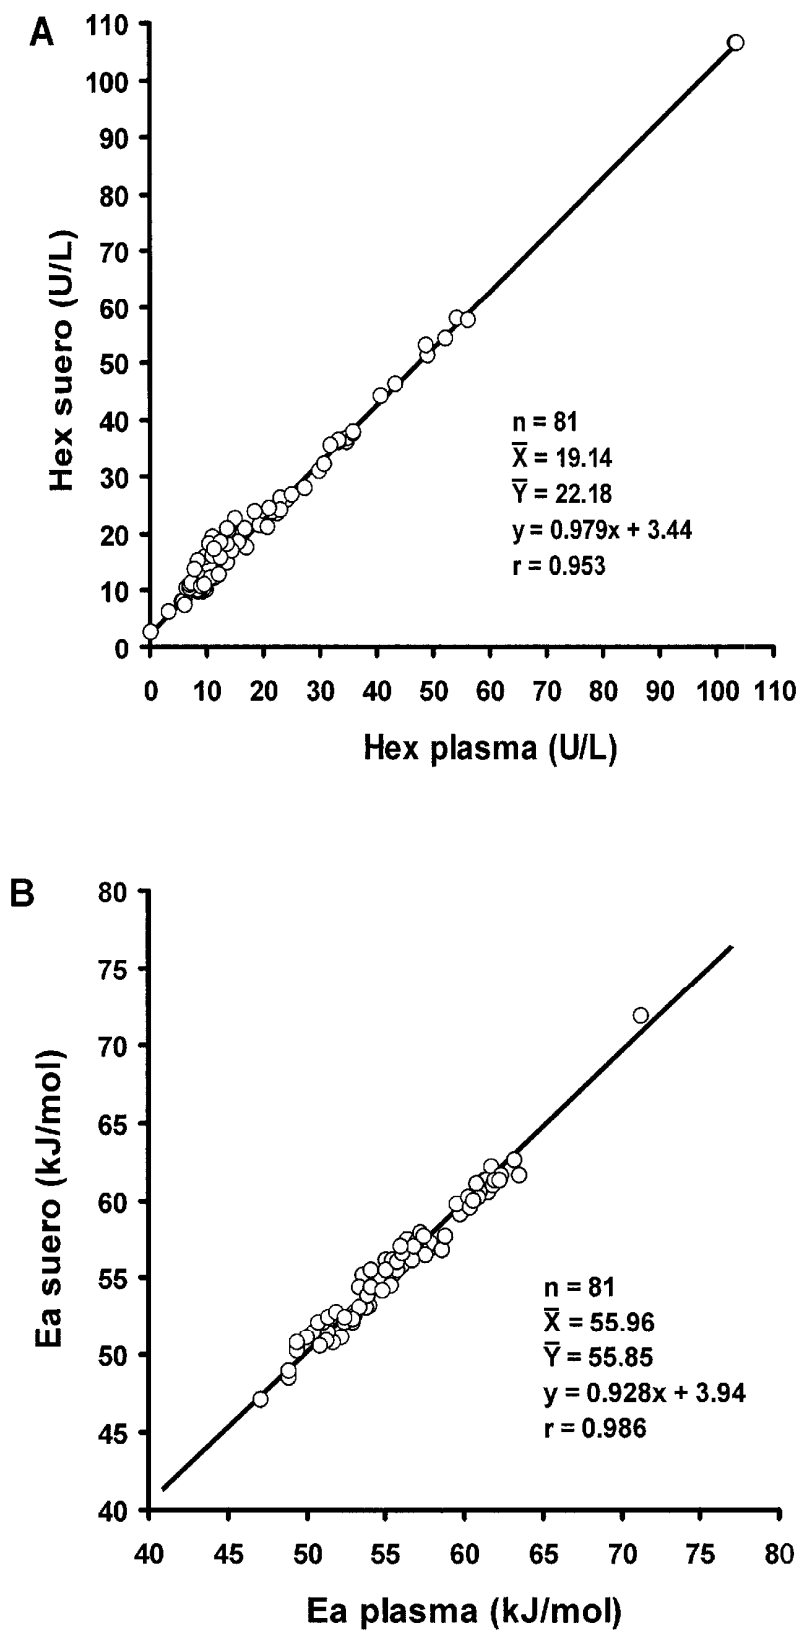 A
110
100
90
80
70
60
50
40
30
20
10
0
Hex suero (U/L)
n = 81
X̅ = 19.14
Y̅ = 22.18
y = 0.979x + 3.44
r = 0.953
0 10 20 30 40 50 60 70 80 90 100 110
Hex plasma (U/L)
B
80
75
70
65
60
55
50
45
40
Ea suero (kJ/mol)
n = 81
X̅ = 55.96
Y̅ = 55.85
y = 0.928x + 3.94
r = 0.986
40 45 50 55 60 65 70 75 80
Ea plasma (kJ/mol)